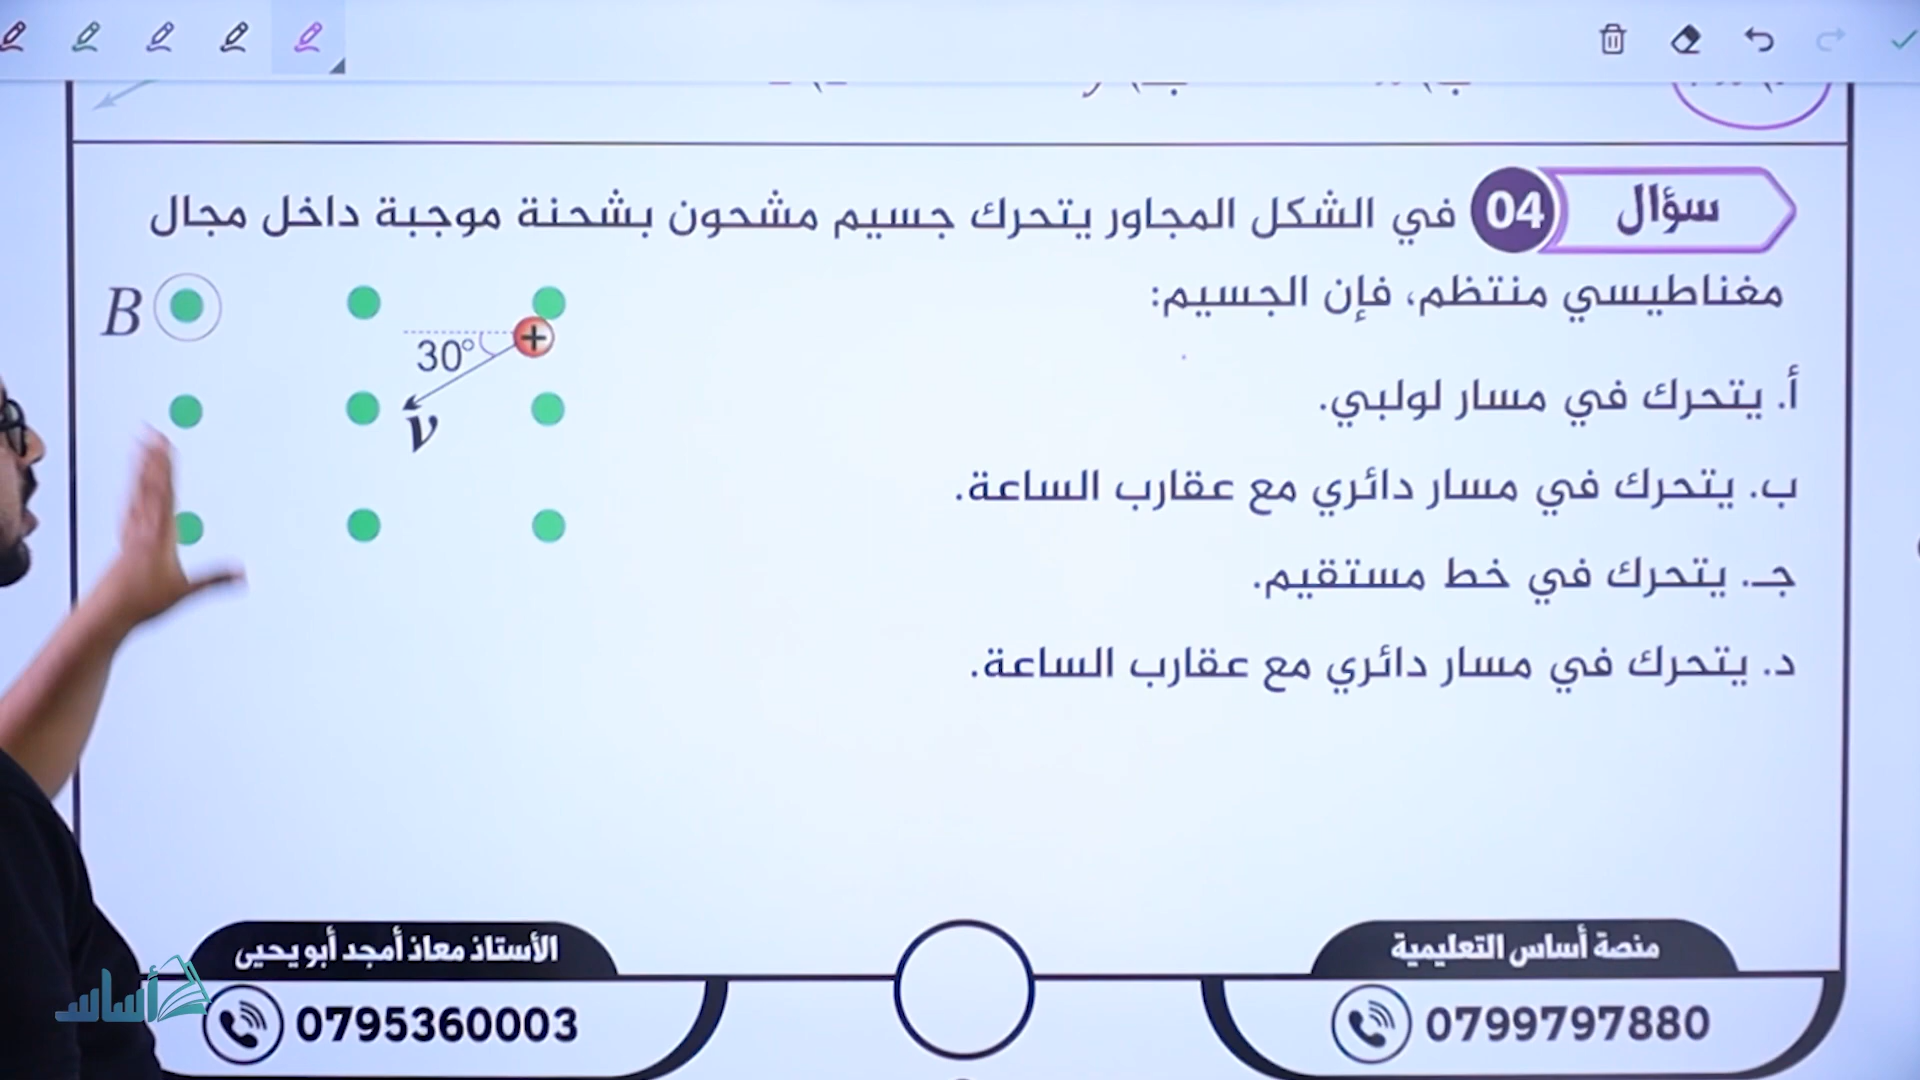 سؤال 04 في الشكل المجاور يتحرك جسيم مشحون بشحنة موجبة داخل مجال
مغناطيسي منتظم، فإن الجسيم:
B
30°
+
v
أ. يتحرك في مسار لولبي.
ب. يتحرك في مسار دائري مع عقارب الساعة.
جـ. يتحرك في خط مستقيم.
د. يتحرك في مسار دائري مع عقارب الساعة.
منصة أساس التعليمية
0799797880
الأستاذ معاذ أمجد أبو يحيى
0795360003
أساس